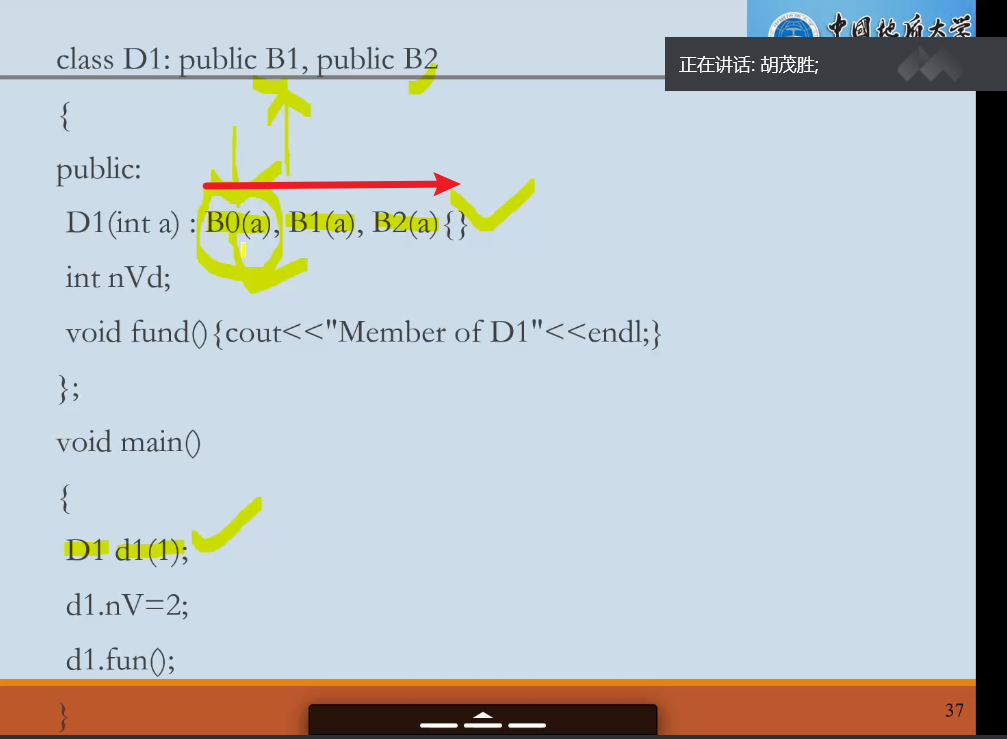 中国地质大学
正在讲话: 胡茂胜;
class D1: public B1, public B2
{
public:
D1(int a) : B0(a), B1(a), B2(a){}
int nVd;
void fund(){cout<<"Member of D1"<<endl;}
};
void main()
{
D1 d1(1);
d1.nV=2;
d1.fun();
}
37